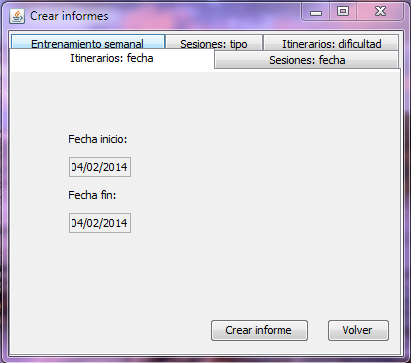 Crear informes
Entrenamiento semanal Sesiones: tipo Itinerarios: dificultad
Itinerarios: fecha Sesiones: fecha
Fecha inicio:
04/02/2014
Fecha fin:
04/02/2014
Crear informe Volver